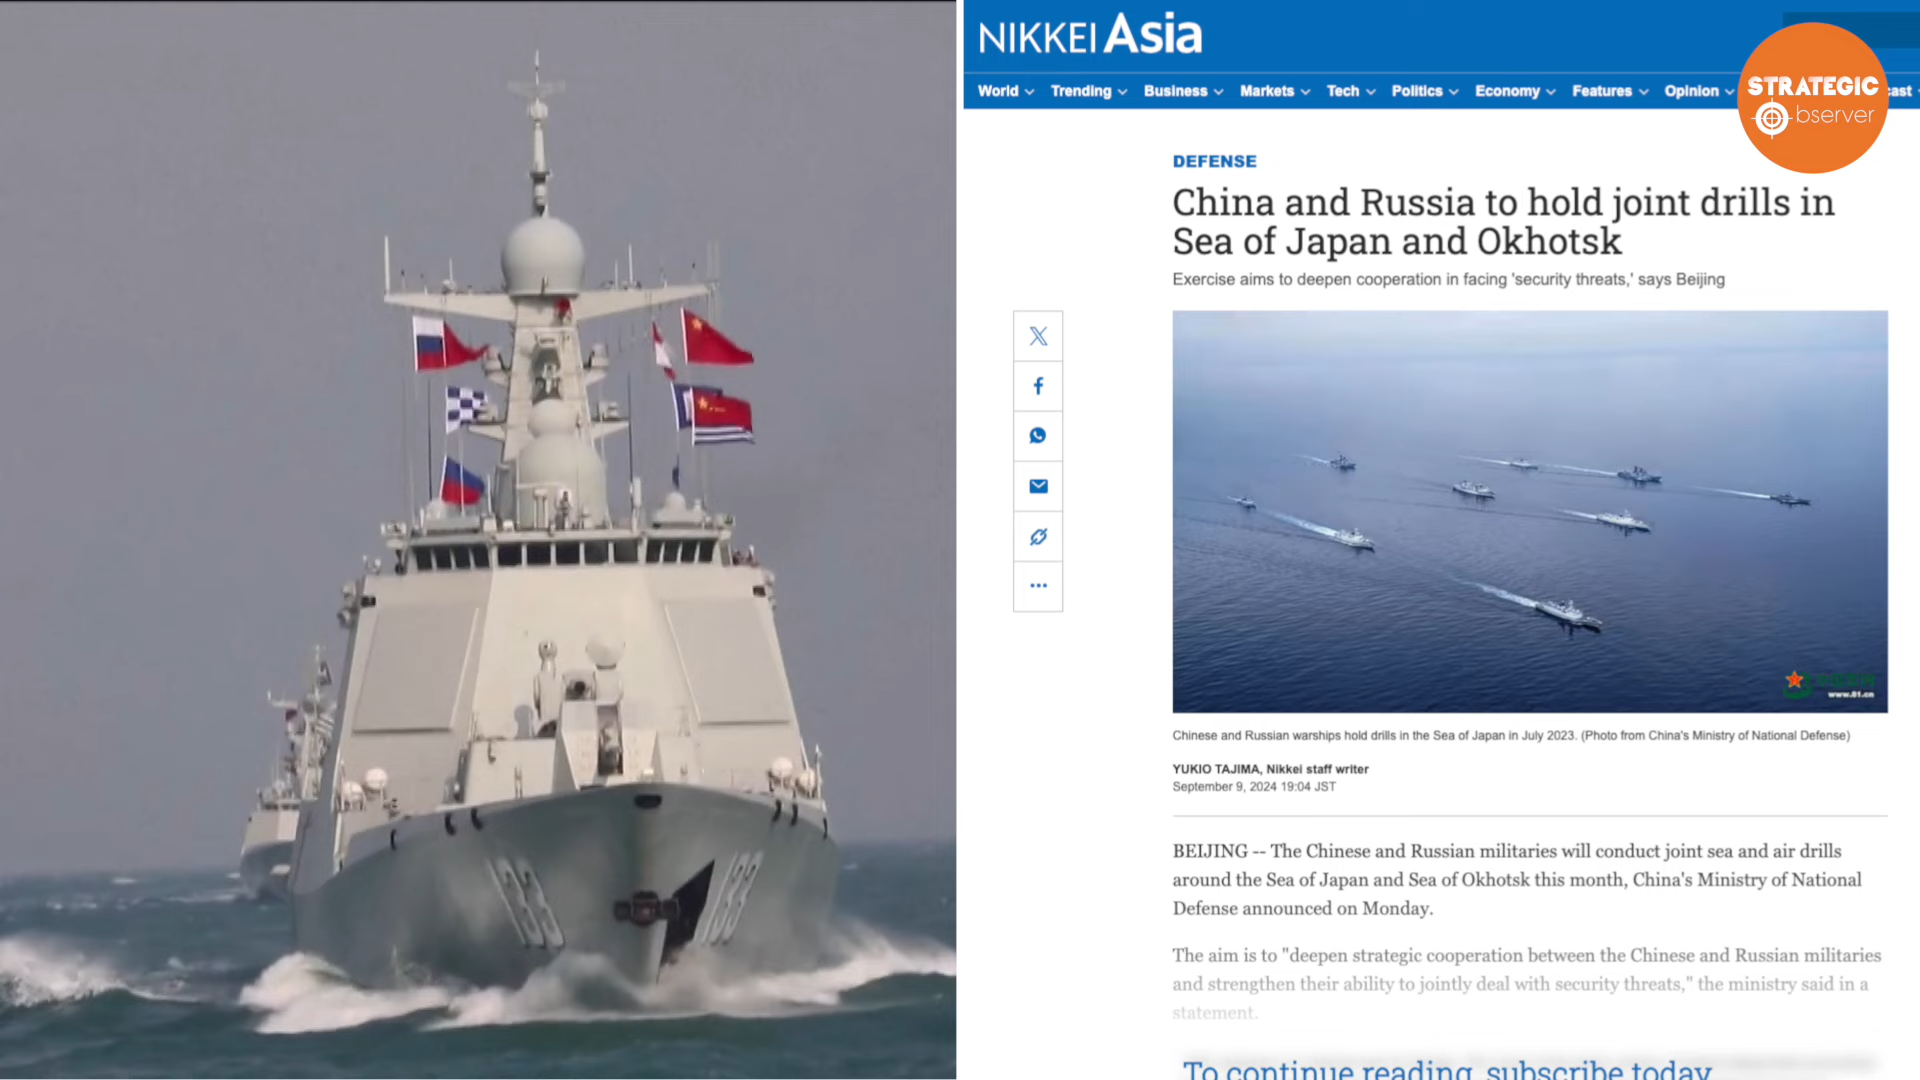 133
133
NIKKEI Asia
World
Trending
Business
Markets
Tech
Politics
Economy
Features
Opinion
cast
STRATEGIC
bserver
DEFENSE
China and Russia to hold joint drills in
Sea of Japan and Okhotsk
Exercise aims to deepen cooperation in facing 'security threats,' says Beijing
www.81.cn
Chinese and Russian warships hold drills in the Sea of Japan in July 2023. (Photo from China's Ministry of National Defense)
YUKIO TAJIMA, Nikkei staff writer
September 9, 2024 19:04 JST
BEIJING -- The Chinese and Russian militaries will conduct joint sea and air drills
around the Sea of Japan and Sea of Okhotsk this month, China's Ministry of National
Defense announced on Monday.
The aim is to "deepen strategic cooperation between the Chinese and Russian militaries
and strengthen their ability to jointly deal with security threats," the ministry said in a
statement.
To continue reading, subscribe today